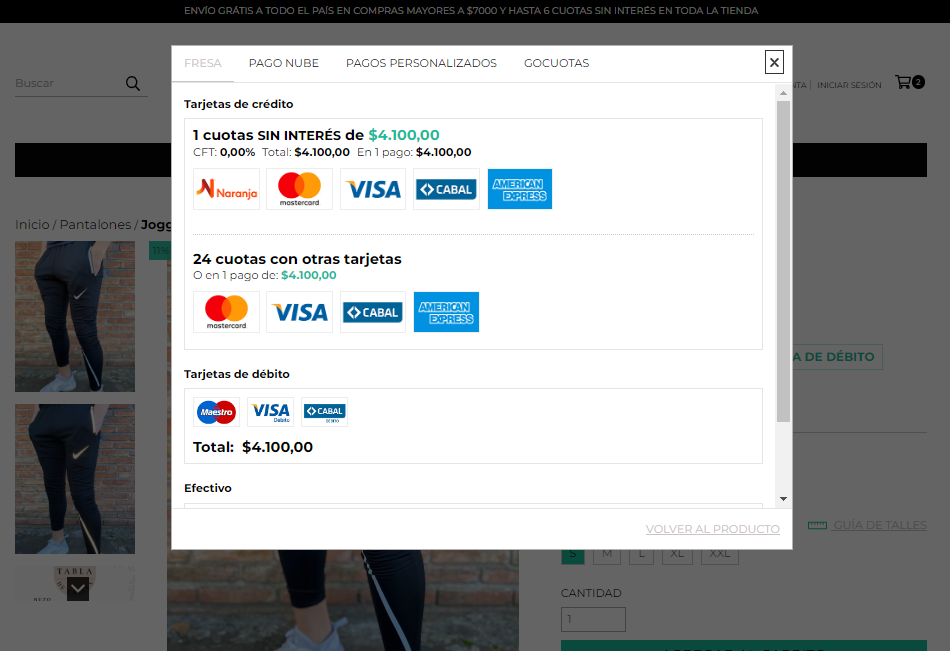 ENVÍO GRÁTIS A TODO EL PAÍS EN COMPRAS MAYORES A $7000 Y HASTA 6 CUOTAS SIN INTERÉS EN TODA LA TIENDA
FRESA PAGO NUBE PAGOS PERSONALIZADOS GOCUOTAS
Buscar
INICIAR SESIÓN 2
Tarjetas de crédito
1 cuotas SIN INTERÉS de $4.100,00
CFT: 0,00% Total: $4.100,00 En 1 pago: $4.100,00
Naranja mastercard VISA CABAL AMERICAN EXPRESS
Inicio / Pantalones / Jogg
11%
24 cuotas con otras tarjetas
O en 1 pago de: $4.100,00
mastercard VISA CABAL AMERICAN EXPRESS
A DE DÉBITO
Tarjetas de débito
Maestro VISA Débito CABAL DÉBITO
Total: $4.100,00
Efectivo
VOLVER AL PRODUCTO
GUÍA DE TALLES
S M L XL XXL
TABLA
CANTIDAD
1
AGREGAR AL CARRITO